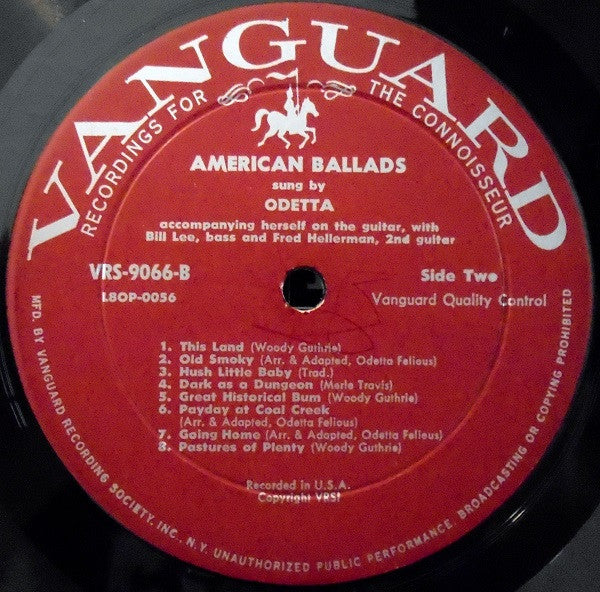 VANGUARD
RECORDINGS FOR THE CONNOISSEUR
AMERICAN BALLADS
sung by
ODETTA
accompanying herself on the guitar, with
Bill Lee, bass and Fred Hellerman, 2nd guitar
VRS-9066-B
Side Two
L8OP-0056
Vanguard Quality Control
1. This Land (Woody Guthrie)
2. Old Smoky (Arr. & Adapted, Odetta Felious)
3. Hush Little Baby (Trad.)
4. Dark as a Dungeon (Merle Travis)
5. Great Historical Bum (Woody Guthrie)
6. Payday at Coal Creek
(Arr. & Adapted, Odetta Felious)
7. Going Home (Arr. & Adapted, Odetta Felious)
8. Pastures of Plenty (Woody Guthrie)
Recorded in U.S.A.
Copyright VRSI
MFD. BY VANGUARD RECORDING SOCIETY, INC. N.Y. UNAUTHORIZED PUBLIC PERFORMANCE, BROADCASTING OR COPYING PROHIBITED